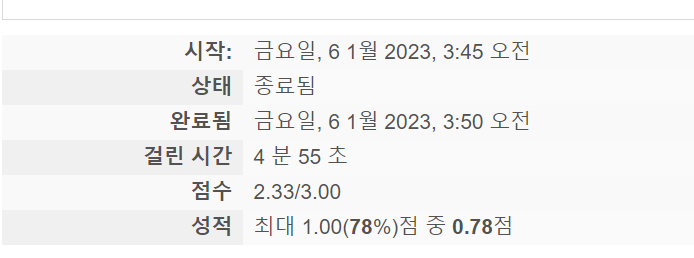 시작: 금요일, 6 1월 2023, 3:45 오전
상태 종료됨
완료됨 금요일, 6 1월 2023, 3:50 오전
걸린 시간 4 분 55 초
점수 2.33/3.00
성적 최대 1.00(78%)점 중 0.78점